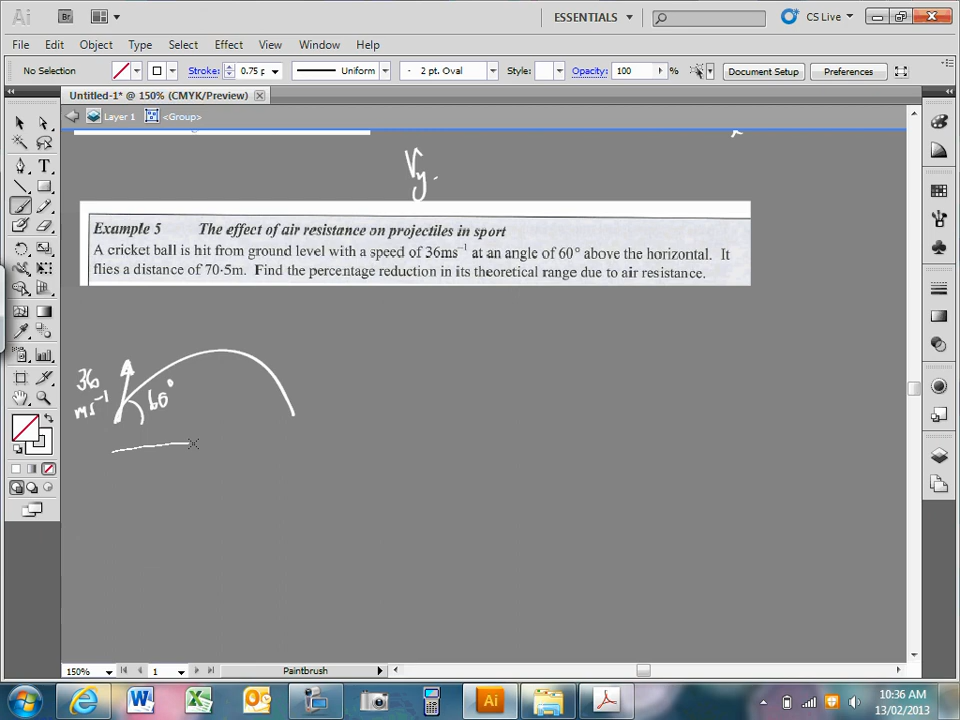 Ai Br ESSENTIALS CS Live
File Edit Object Type Select Effect View Window Help
No Selection Stroke: 0.75 p Uniform 2 pt. Oval Style: Opacity: 100 % Document Setup Preferences
Untitled-1* @ 150% (CMYK/Preview)
Layer 1 <Group>
Vy
Example 5 The effect of air resistance on projectiles in sport
A cricket ball is hit from ground level with a speed of 36ms⁻¹ at an angle of 60° above the horizontal. It
flies a distance of 70·5m. Find the percentage reduction in its theoretical range due to air resistance.
36
ms⁻¹
60°
150% 1 Paintbrush
10:36 AM
13/02/2013